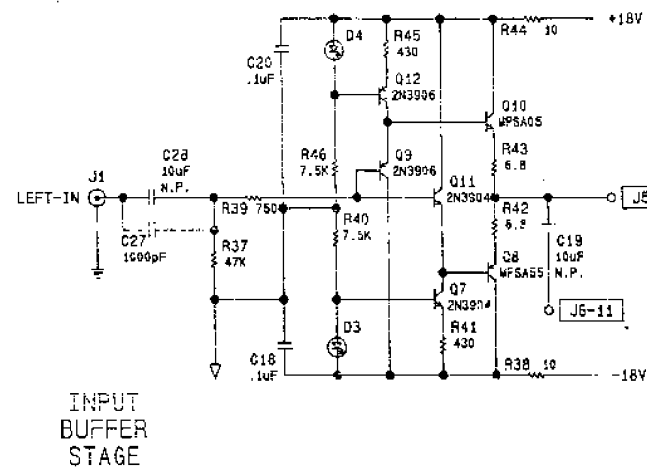 D4
R45
430
R44
10
+18V
C20
.1uF
Q12
2N3906
Q10
MPSA05
R46
7.5K
Q9
2N3906
R43
6.8
C28
10uF
N.P.
J1
LEFT-IN
R39
750
Q11
2N3904
J5
R40
7.5K
R42
6.8
C27
1000pF
R37
47K
C19
10uF
N.P.
Q8
MPSA55
Q7
2N3904
J6-11
D3
R41
430
C18
.1uF
R38
10
-18V
INPUT
BUFFER
STAGE